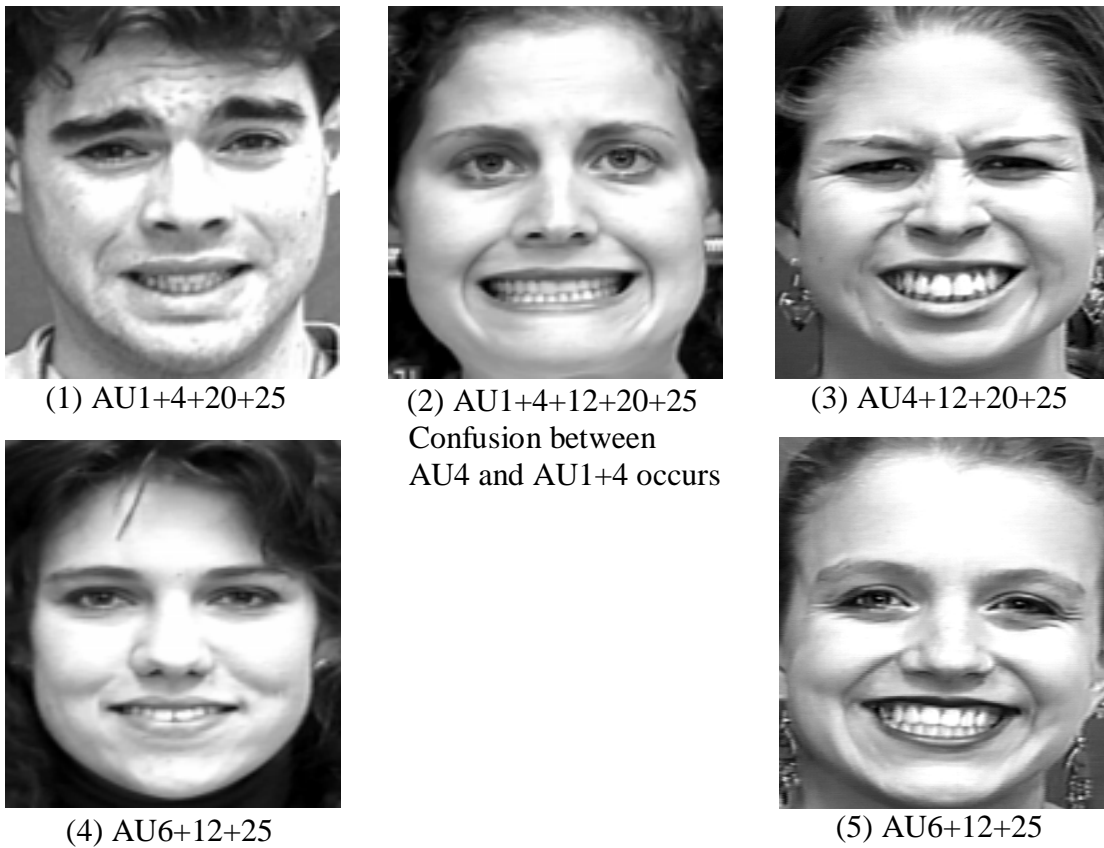 (1) AU1+4+20+25
(2) AU1+4+12+20+25
Confusion between
AU4 and AU1+4 occurs
(3) AU4+12+20+25
(4) AU6+12+25
(5) AU6+12+25